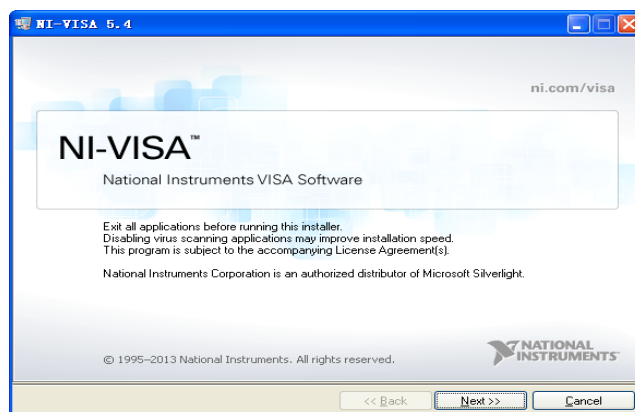 NI-VISA 5.4
ni.com/visa
NI-VISA™
National Instruments VISA Software
Exit all applications before running this installer.
Disabling virus scanning applications may improve installation speed.
This program is subject to the accompanying License Agreement(s).
National Instruments Corporation is an authorized distributor of Microsoft Silverlight.
© 1995–2013 National Instruments. All rights reserved.
NATIONAL
INSTRUMENTS™
<< Back Next >> Cancel